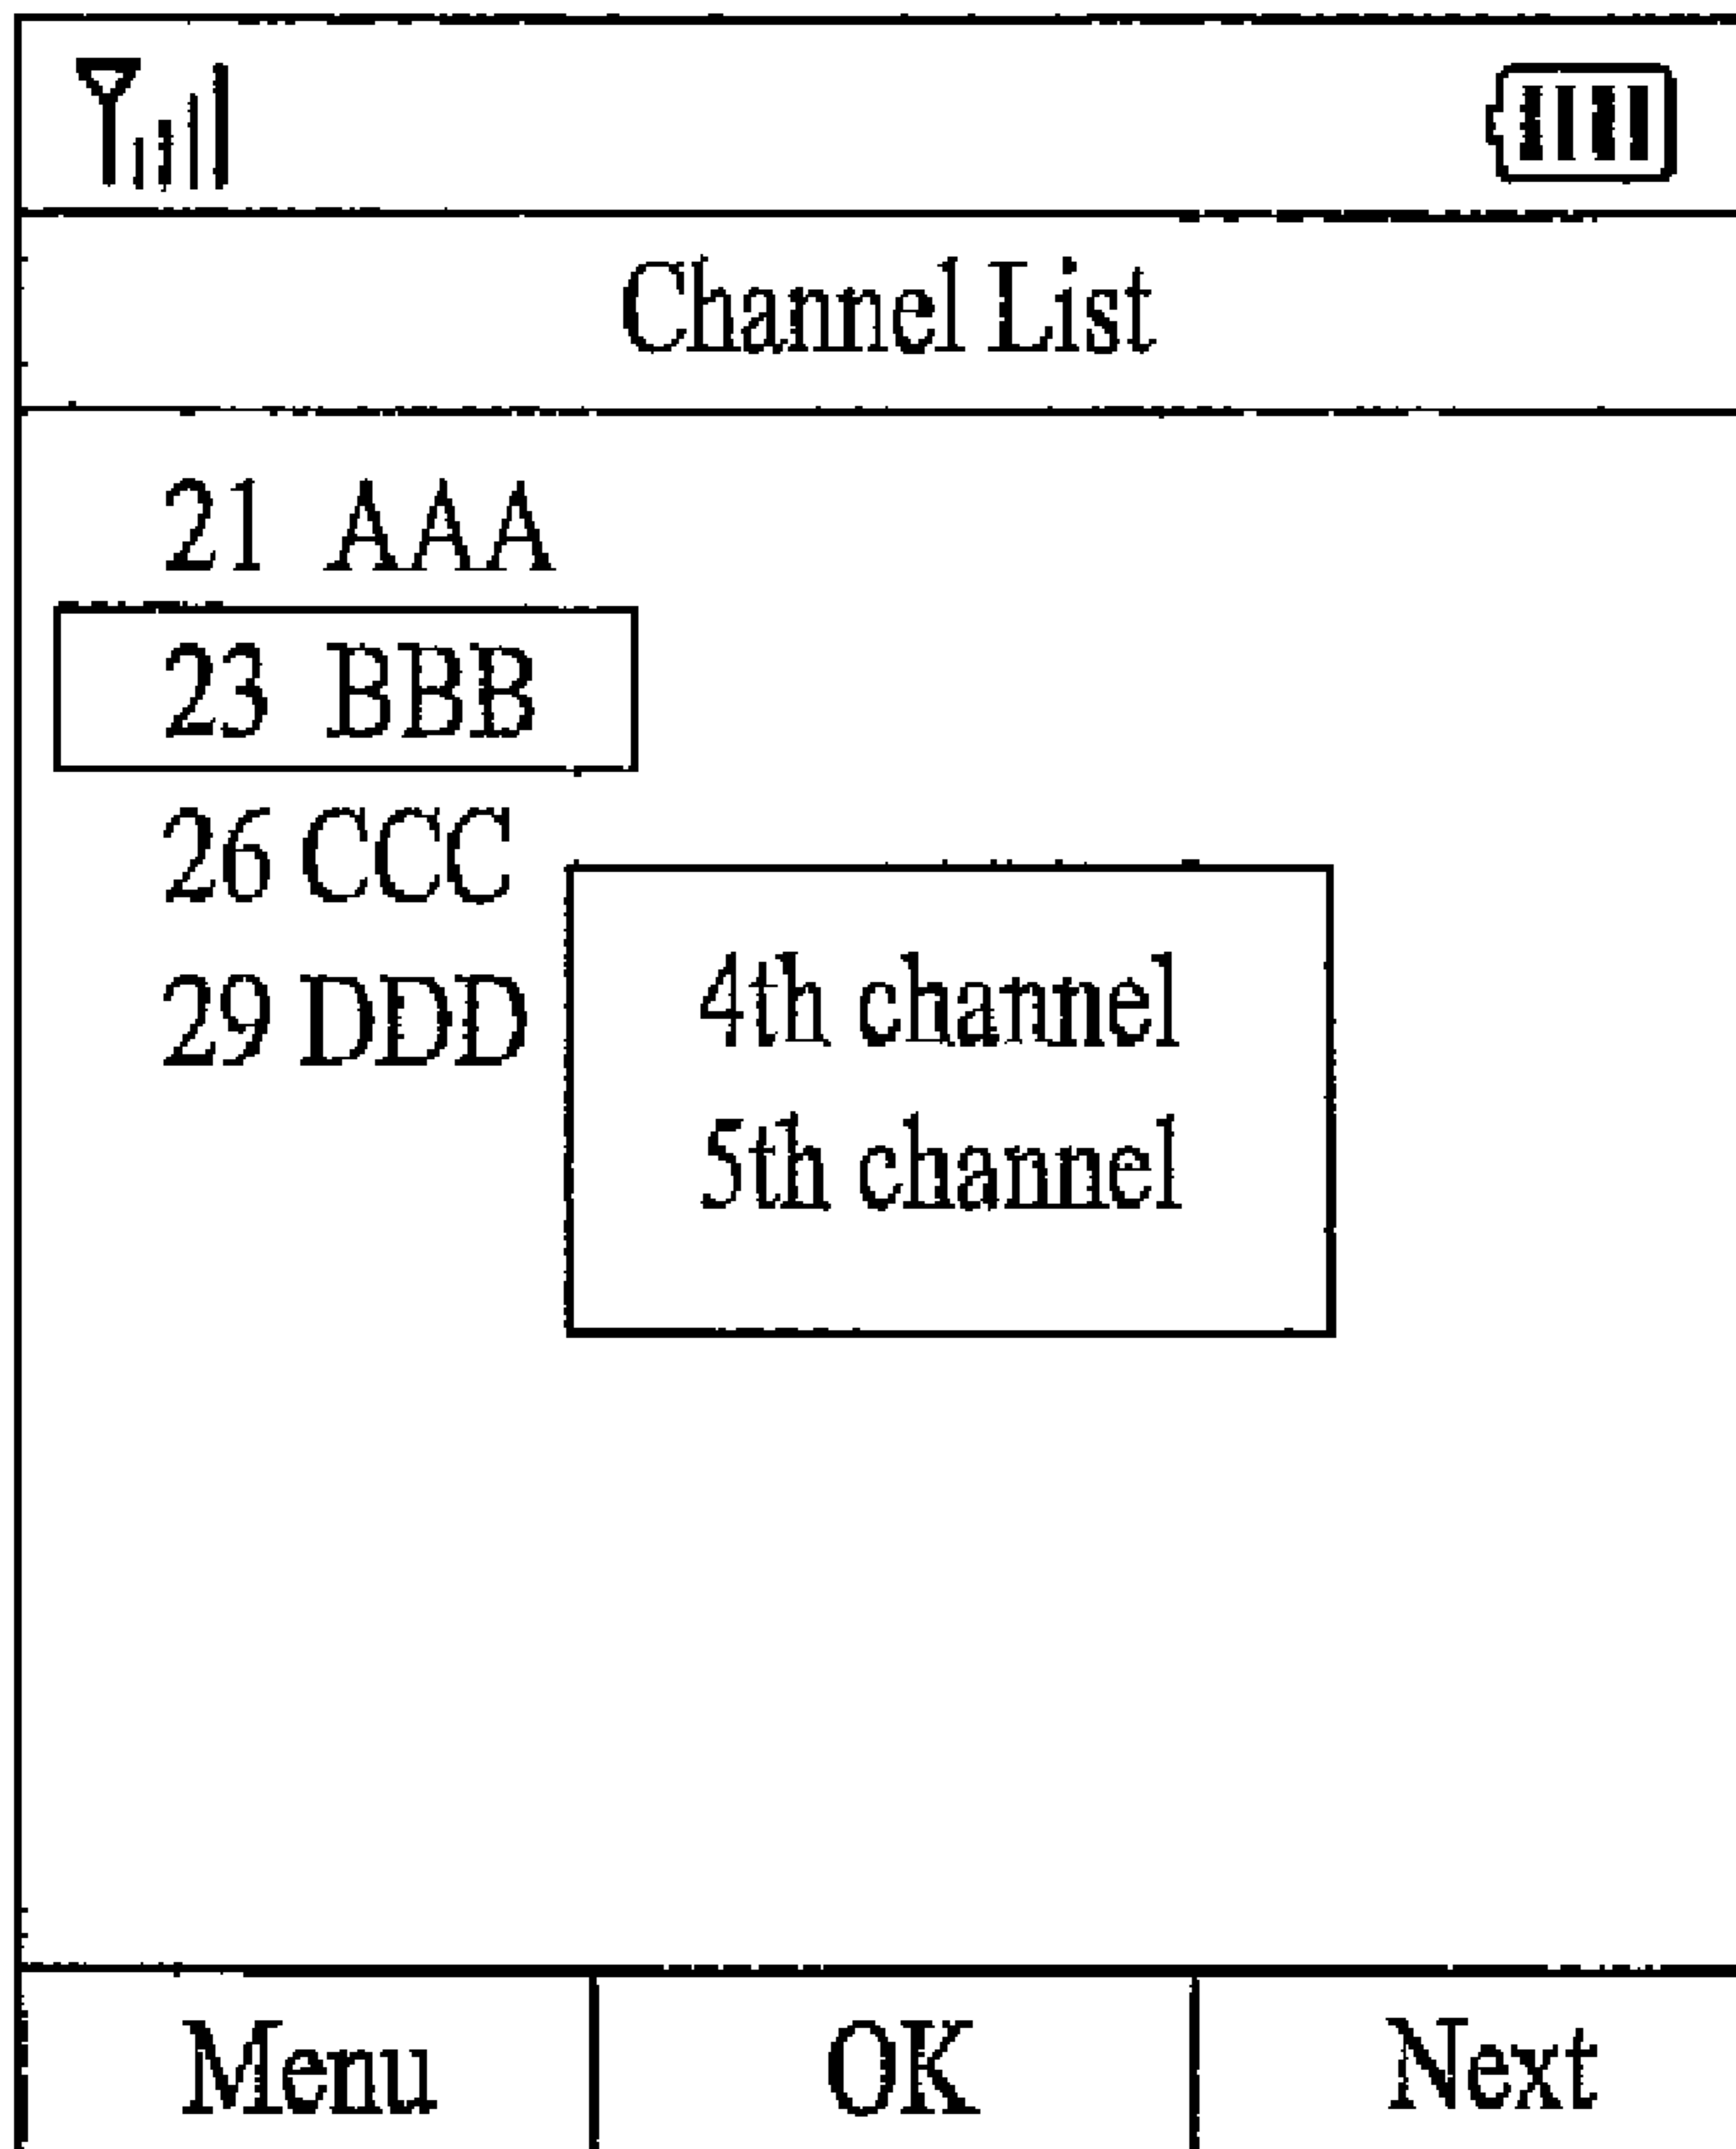 Channel List
21 AAA
23 BBB
26 CCC
29 DDD
4th channel
5th channel
Menu OK Next